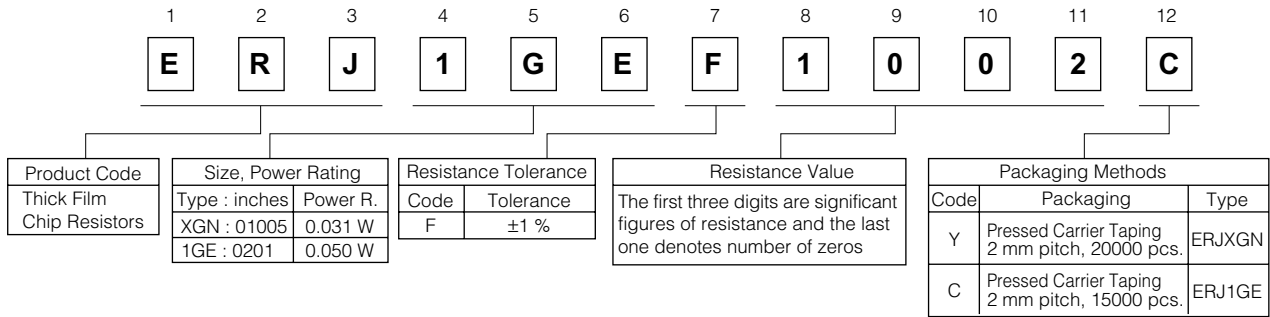 1 2 3 4 5 6 7 8 9 10 11 12
E R J 1 G E F 1 0 0 2 C
Product Code
Thick Film
Chip Resistors
Size, Power Rating
Type : inches Power R.
XGN : 01005 0.031 W
1GE : 0201 0.050 W
Resistance Tolerance
Code Tolerance
F ±1 %
Resistance Value
The first three digits are significant
figures of resistance and the last
one denotes number of zeros
Packaging Methods
Code Packaging Type
Y Pressed Carrier Taping
2 mm pitch, 20000 pcs. ERJXGN
C Pressed Carrier Taping
2 mm pitch, 15000 pcs. ERJ1GE